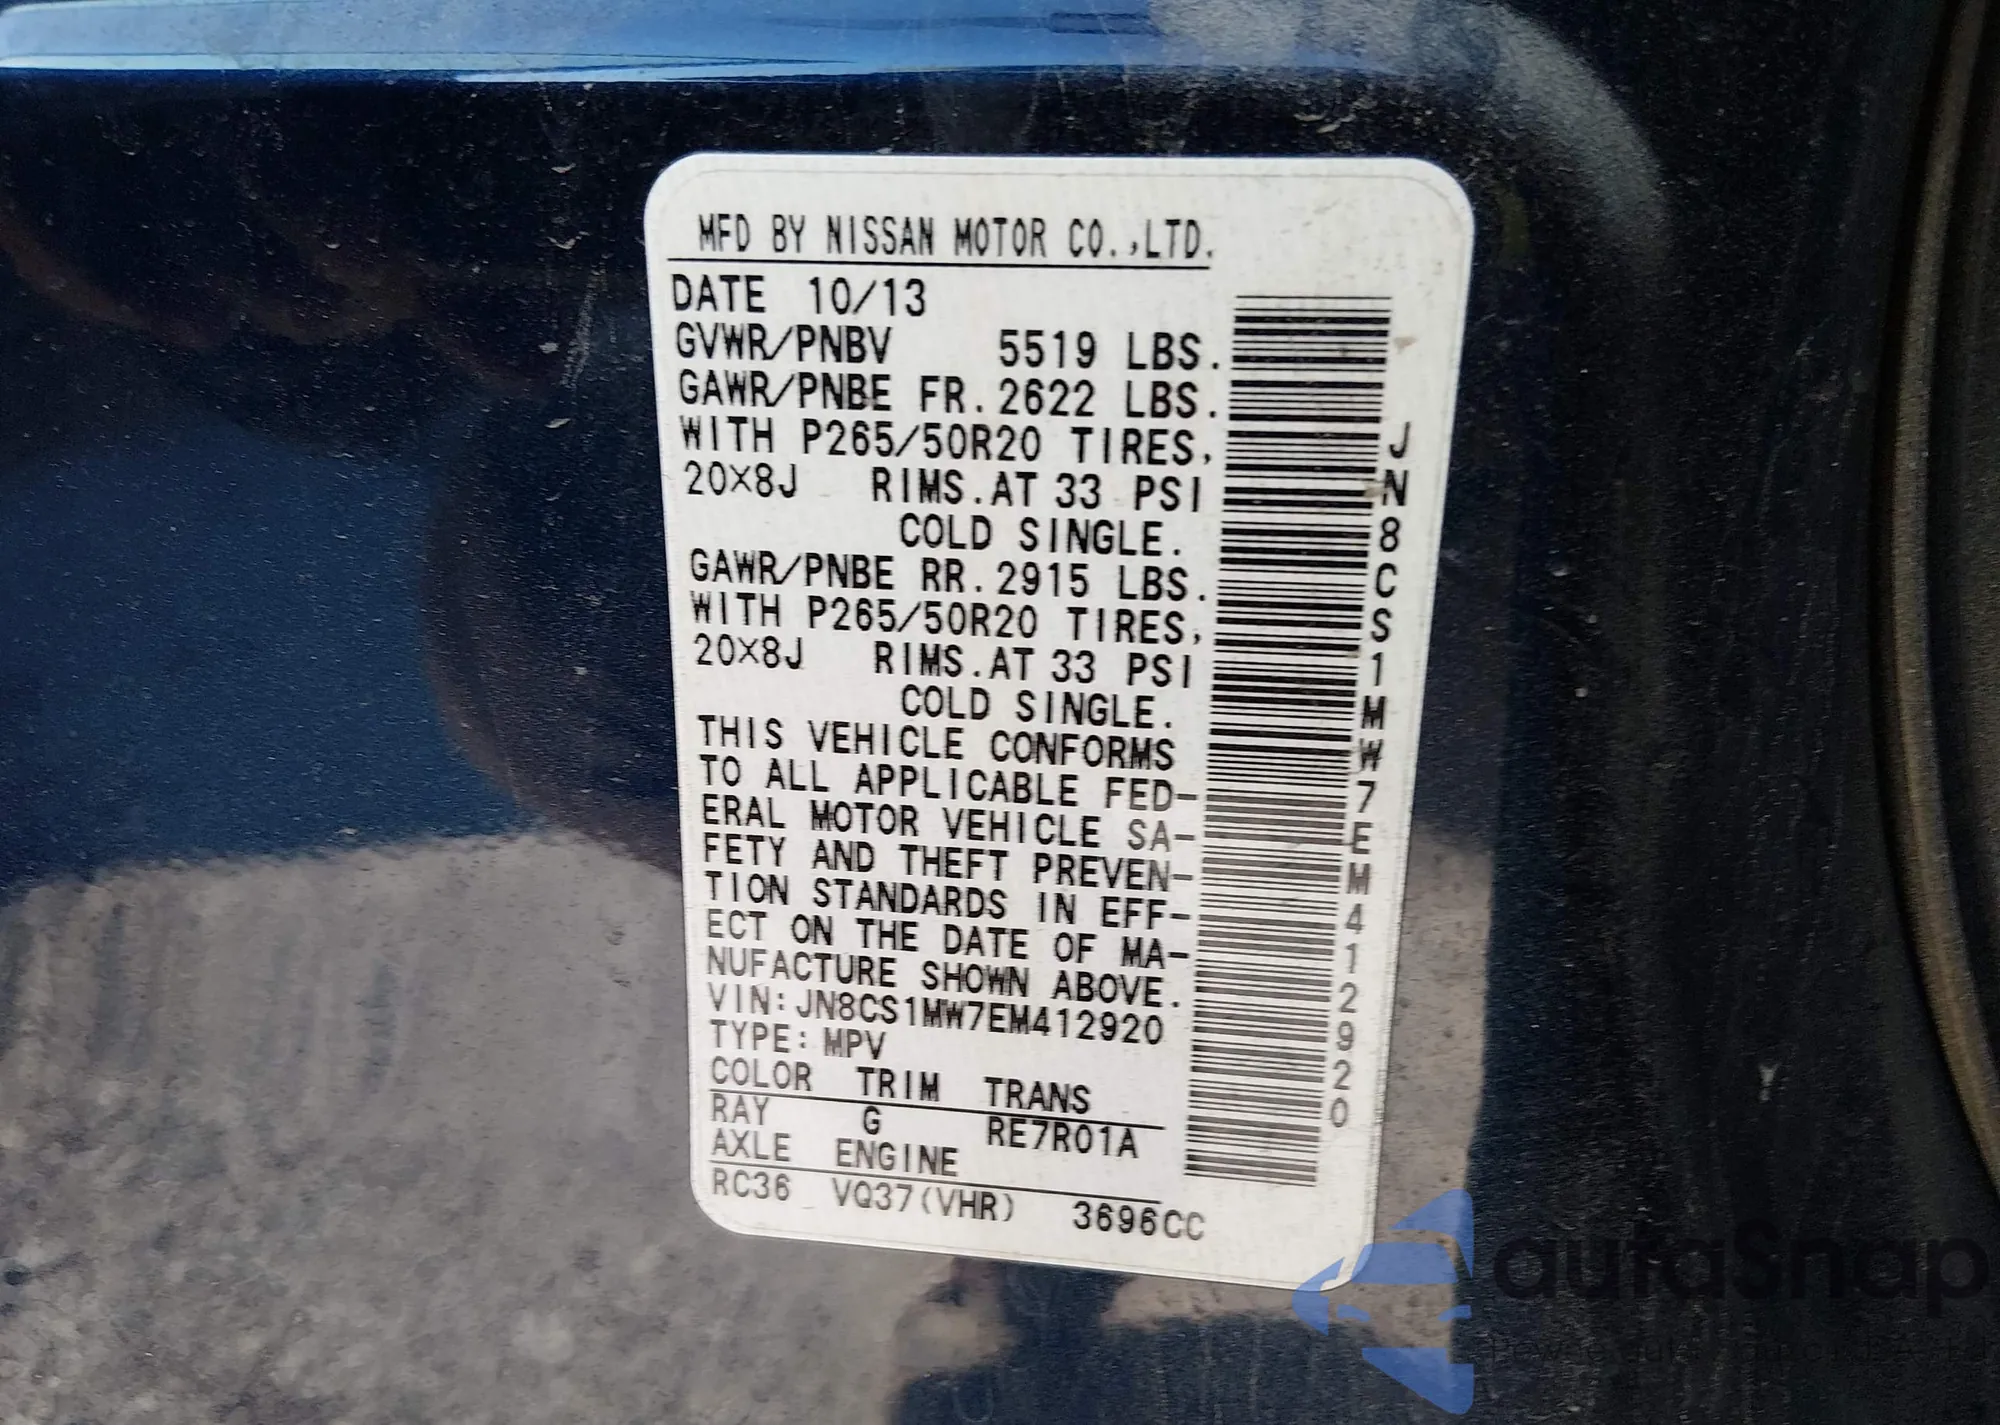 MFD BY NISSAN MOTOR CO.,LTD.
DATE 10/13
GVWR/PNBV 5519 LBS.
GAWR/PNBE FR. 2622 LBS.
WITH P265/50R20 TIRES,
20X8J RIMS. AT 33 PSI
COLD SINGLE.
GAWR/PNBE RR. 2915 LBS.
WITH P265/50R20 TIRES,
20X8J RIMS. AT 33 PSI
COLD SINGLE.
THIS VEHICLE CONFORMS
TO ALL APPLICABLE FED-
ERAL MOTOR VEHICLE SA-
FETY AND THEFT PREVEN-
TION STANDARDS IN EFF-
ECT ON THE DATE OF MA-
NUFACTURE SHOWN ABOVE.
VIN: JN8CS1MW7EM412920
TYPE: MPV
COLOR TRIM TRANS
RAY G RE7R01A
AXLE ENGINE
RC36 VQ37(VHR) 3696CC
JN8CS1MW7EM412920
autosnap